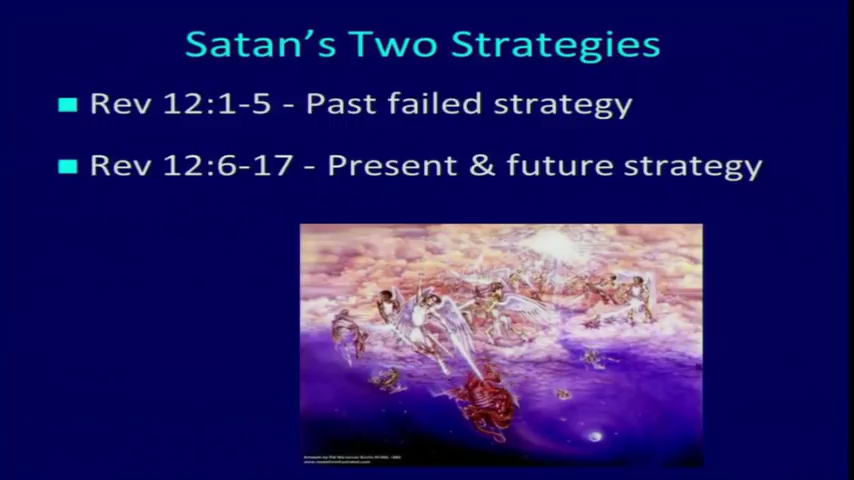 Satan's Two Strategies
Rev 12:1-5 - Past failed strategy
Rev 12:6-17 - Present & future strategy